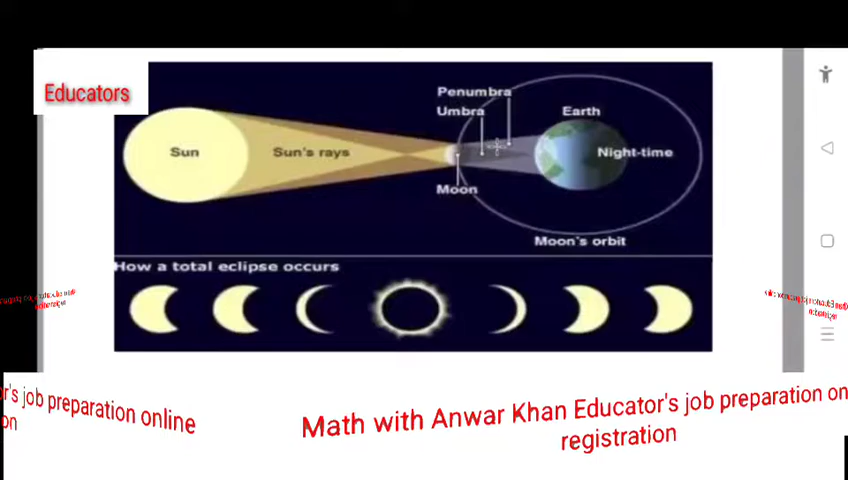 Educators
Penumbra
Umbra
Earth
Sun
Sun's rays
Night-time
Moon
Moon's orbit
How a total eclipse occurs
r's job preparation online
on
Math with Anwar Khan Educator's job preparation on
registration